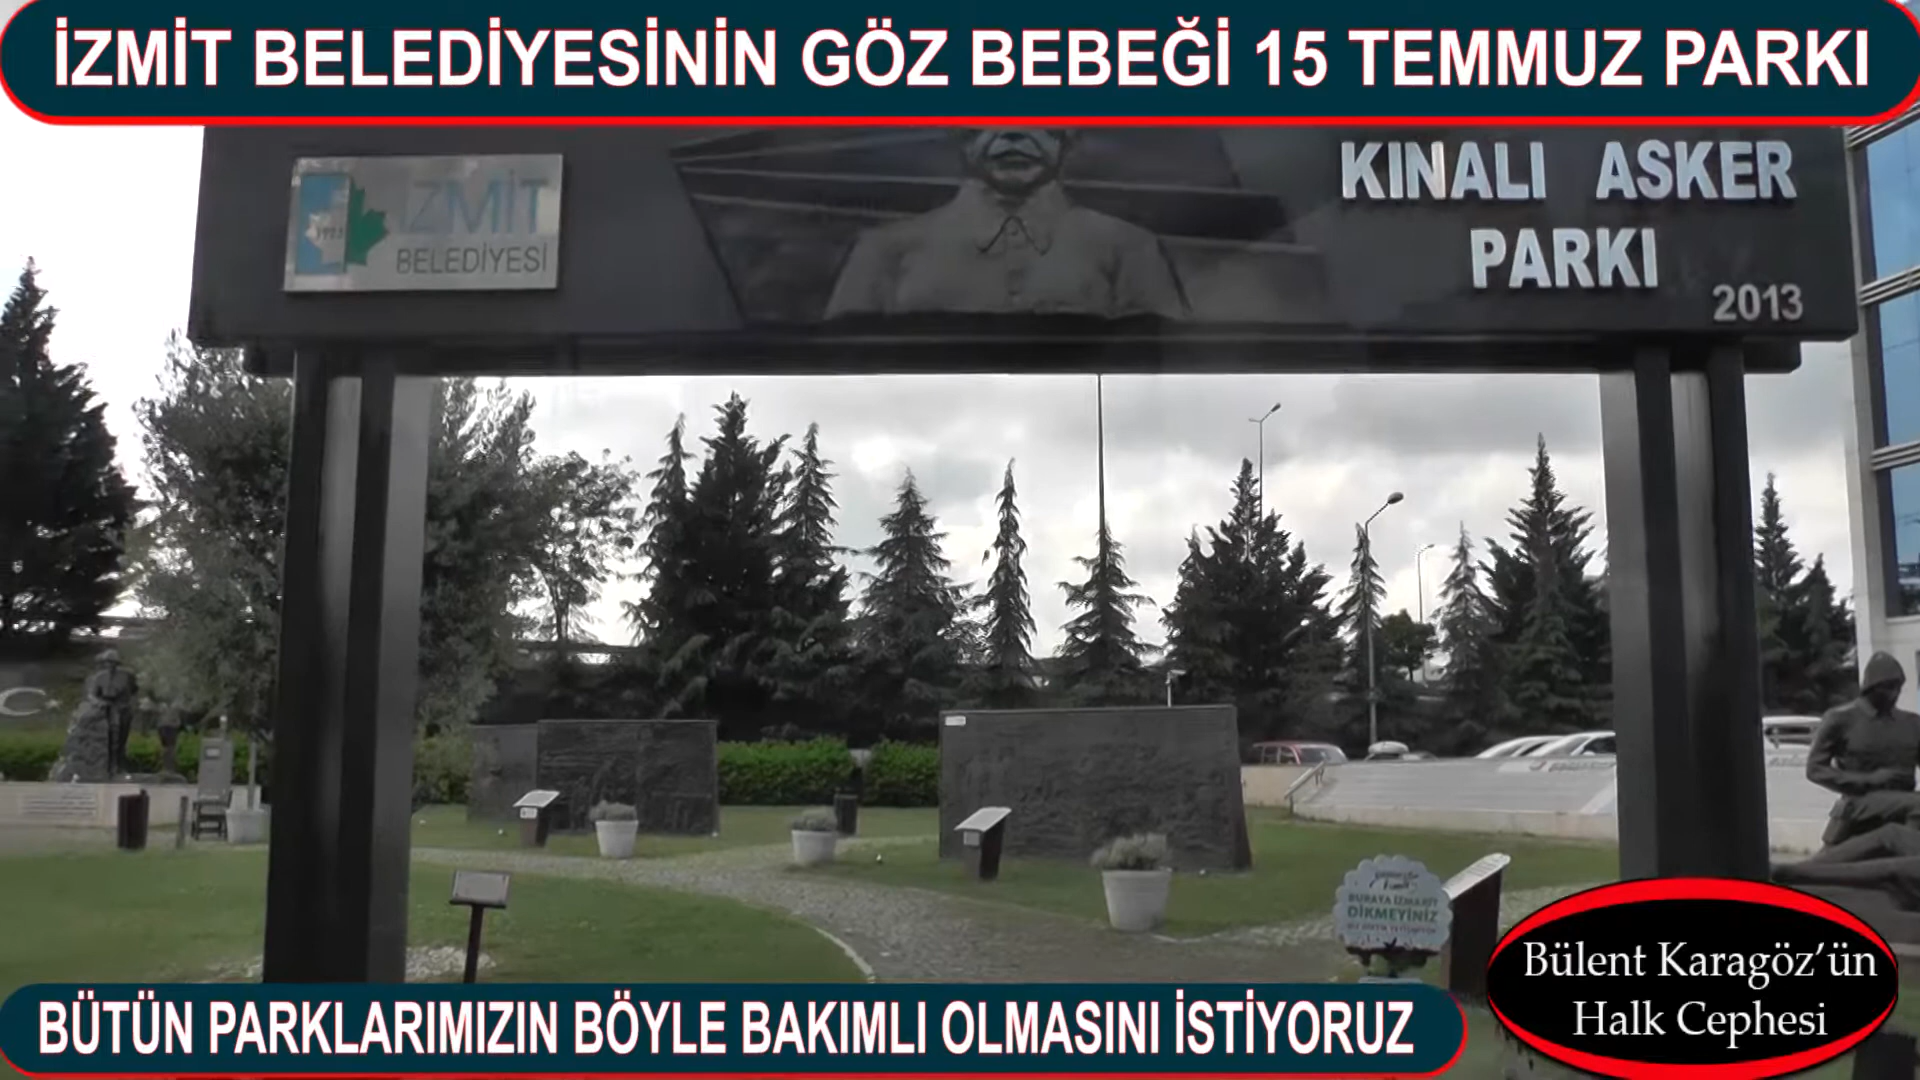 İZMİT BELEDİYESİNİN GÖZ BEBEĞİ 15 TEMMUZ PARKI
İZMİT
BELEDİYESİ
KINALI ASKER
PARKI
2013
BURAYA İZMARİT
DİKMEYİNİZ
Bülent Karagöz'ün
Halk Cephesi
BÜTÜN PARKLARIMIZIN BÖYLE BAKIMLI OLMASINI İSTİYORUZ